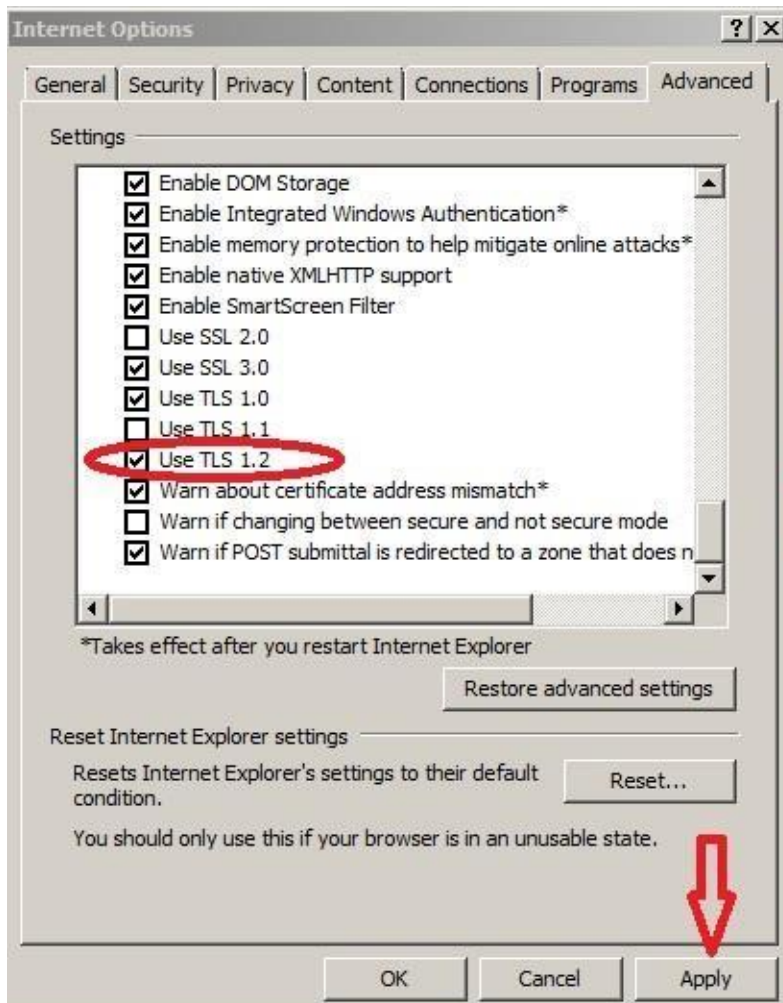 Internet Options
General Security Privacy Content Connections Programs Advanced
Settings
Enable DOM Storage
Enable Integrated Windows Authentication*
Enable memory protection to help mitigate online attacks*
Enable native XMLHTTP support
Enable SmartScreen Filter
Use SSL 2.0
Use SSL 3.0
Use TLS 1.0
Use TLS 1.1
Use TLS 1.2
Warn about certificate address mismatch*
Warn if changing between secure and not secure mode
Warn if POST submittal is redirected to a zone that does n
*Takes effect after you restart Internet Explorer
Restore advanced settings
Reset Internet Explorer settings
Resets Internet Explorer's settings to their default
condition.
Reset...
You should only use this if your browser is in an unusable state.
OK Cancel Apply